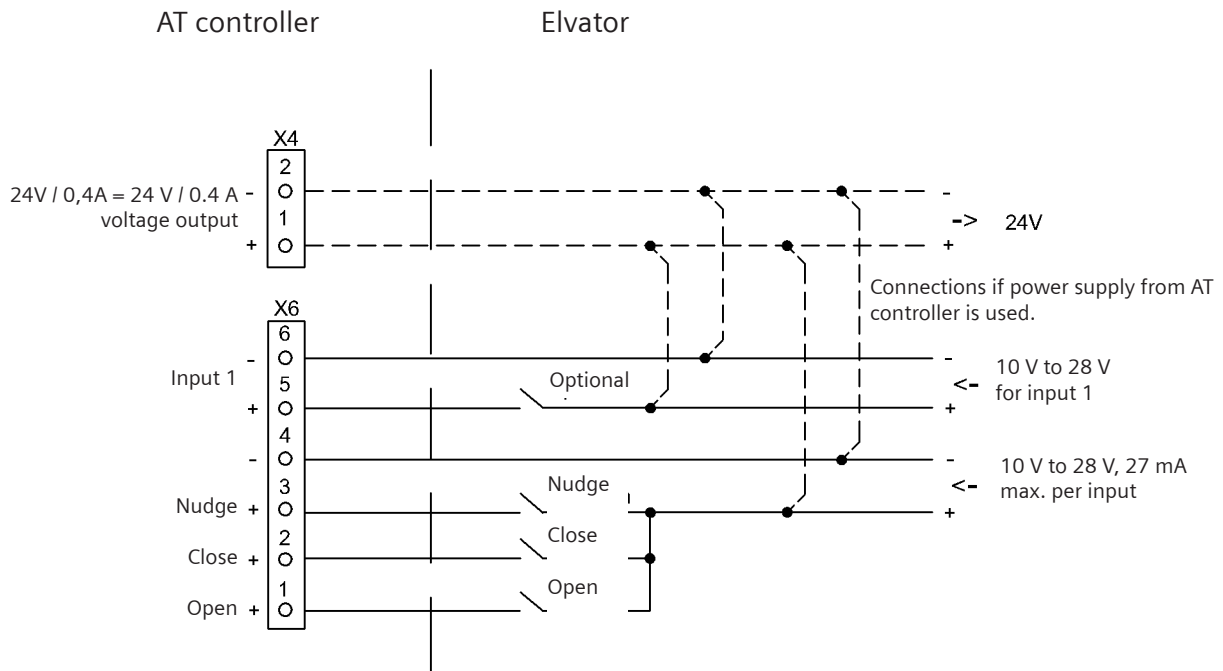 AT controller
Elvator
X4
2
24V / 0,4A = 24 V / 0.4 A -
voltage output
1
+
-
-> 24V
+
Connections if power supply from AT
controller is used.
X6
6
-
Input 1
5
+
Optional
-
<- 10 V to 28 V
for input 1
+
4
-
3
Nudge +
Nudge
-
<- 10 V to 28 V, 27 mA
max. per input
+
2
Close +
Close
1
Open +
Open